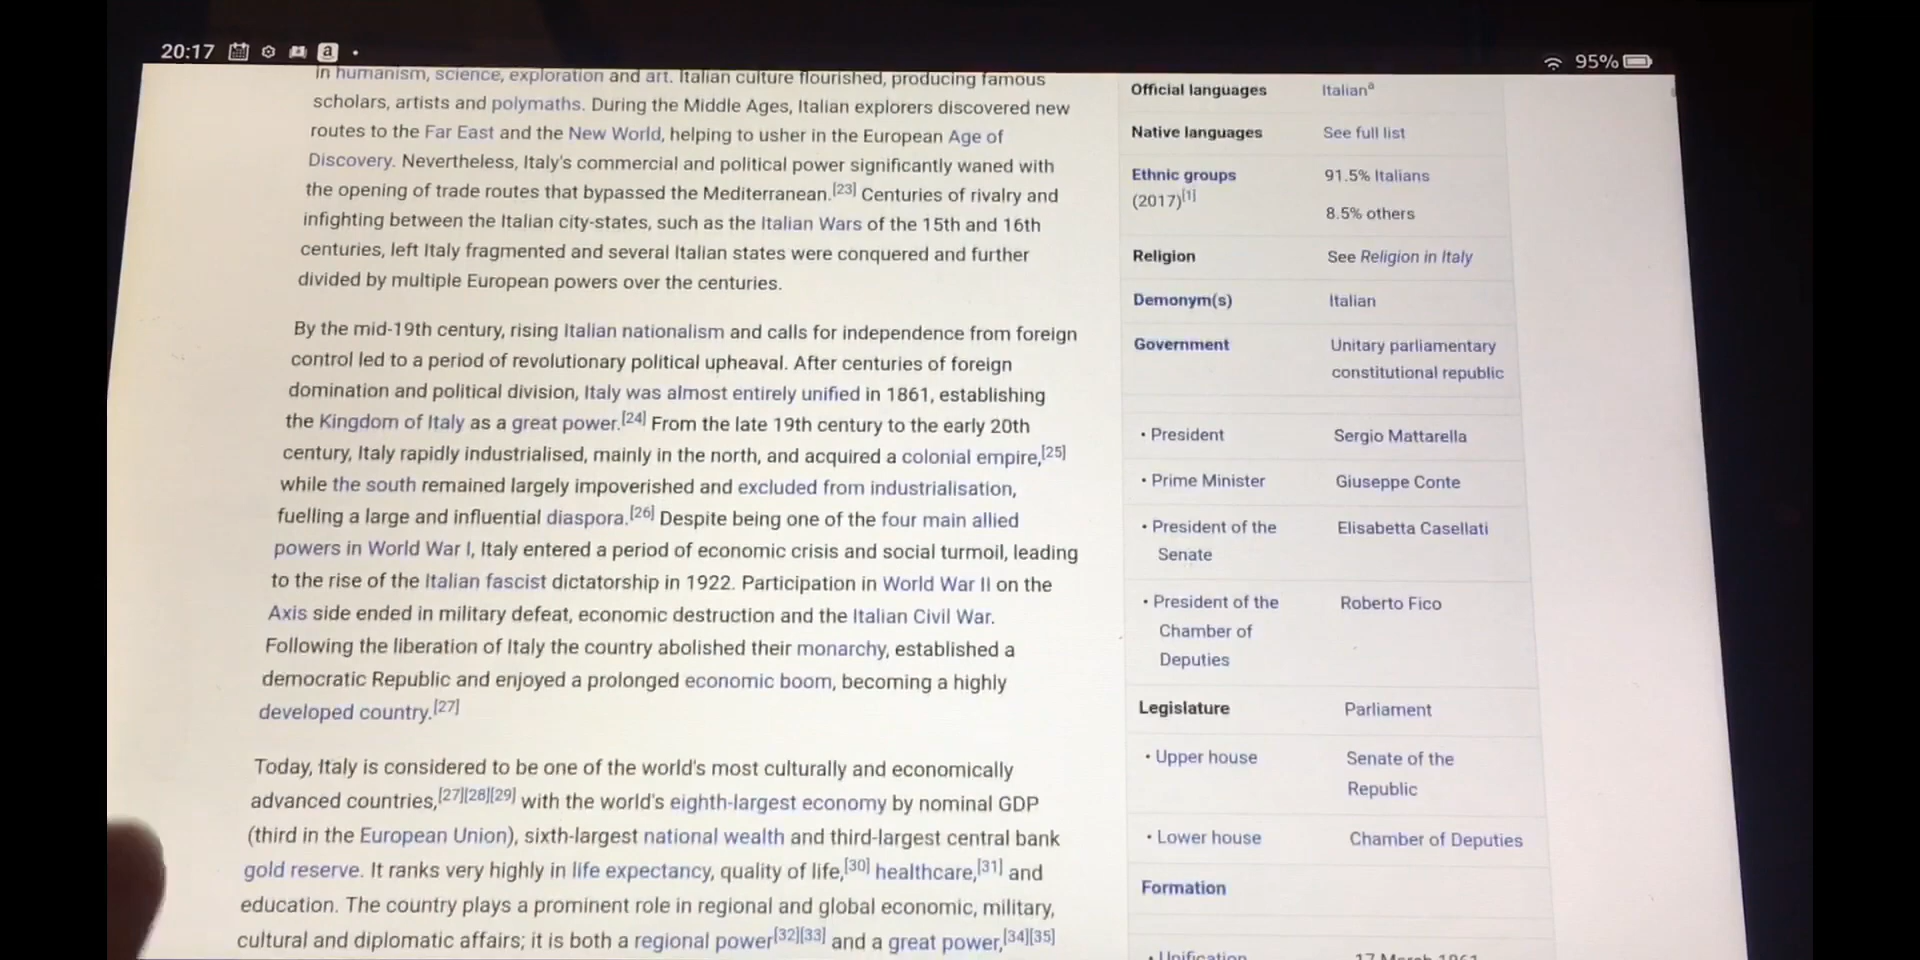 20:17
95%
in humanism, science, exploration and art. Italian culture flourished, producing famous
scholars, artists and polymaths. During the Middle Ages, Italian explorers discovered new
routes to the Far East and the New World, helping to usher in the European Age of
Discovery. Nevertheless, Italy's commercial and political power significantly waned with
the opening of trade routes that bypassed the Mediterranean.[23] Centuries of rivalry and
infighting between the Italian city-states, such as the Italian Wars of the 15th and 16th
centuries, left Italy fragmented and several Italian states were conquered and further
divided by multiple European powers over the centuries.
By the mid-19th century, rising Italian nationalism and calls for independence from foreign
control led to a period of revolutionary political upheaval. After centuries of foreign
domination and political division, Italy was almost entirely unified in 1861, establishing
the Kingdom of Italy as a great power.[24] From the late 19th century to the early 20th
century, Italy rapidly industrialised, mainly in the north, and acquired a colonial empire,[25]
while the south remained largely impoverished and excluded from industrialisation,
fuelling a large and influential diaspora.[26] Despite being one of the four main allied
powers in World War I, Italy entered a period of economic crisis and social turmoil, leading
to the rise of the Italian fascist dictatorship in 1922. Participation in World War II on the
Axis side ended in military defeat, economic destruction and the Italian Civil War.
Following the liberation of Italy the country abolished their monarchy, established a
democratic Republic and enjoyed a prolonged economic boom, becoming a highly
developed country.[27]
Today, Italy is considered to be one of the world's most culturally and economically
advanced countries,[27][28][29] with the world's eighth-largest economy by nominal GDP
(third in the European Union), sixth-largest national wealth and third-largest central bank
gold reserve. It ranks very highly in life expectancy, quality of life,[30] healthcare,[31] and
education. The country plays a prominent role in regional and global economic, military,
cultural and diplomatic affairs; it is both a regional power[32][33] and a great power,[34][35]
Official languages Italianᵃ
Native languages See full list
Ethnic groups 91.5% Italians
(2017)[1]
8.5% others
Religion See Religion in Italy
Demonym(s) Italian
Government Unitary parliamentary
constitutional republic
• President Sergio Mattarella
• Prime Minister Giuseppe Conte
• President of the Elisabetta Casellati
Senate
• President of the Roberto Fico
Chamber of
Deputies
Legislature Parliament
• Upper house Senate of the
Republic
• Lower house Chamber of Deputies
Formation
• Unification 17 March 1861